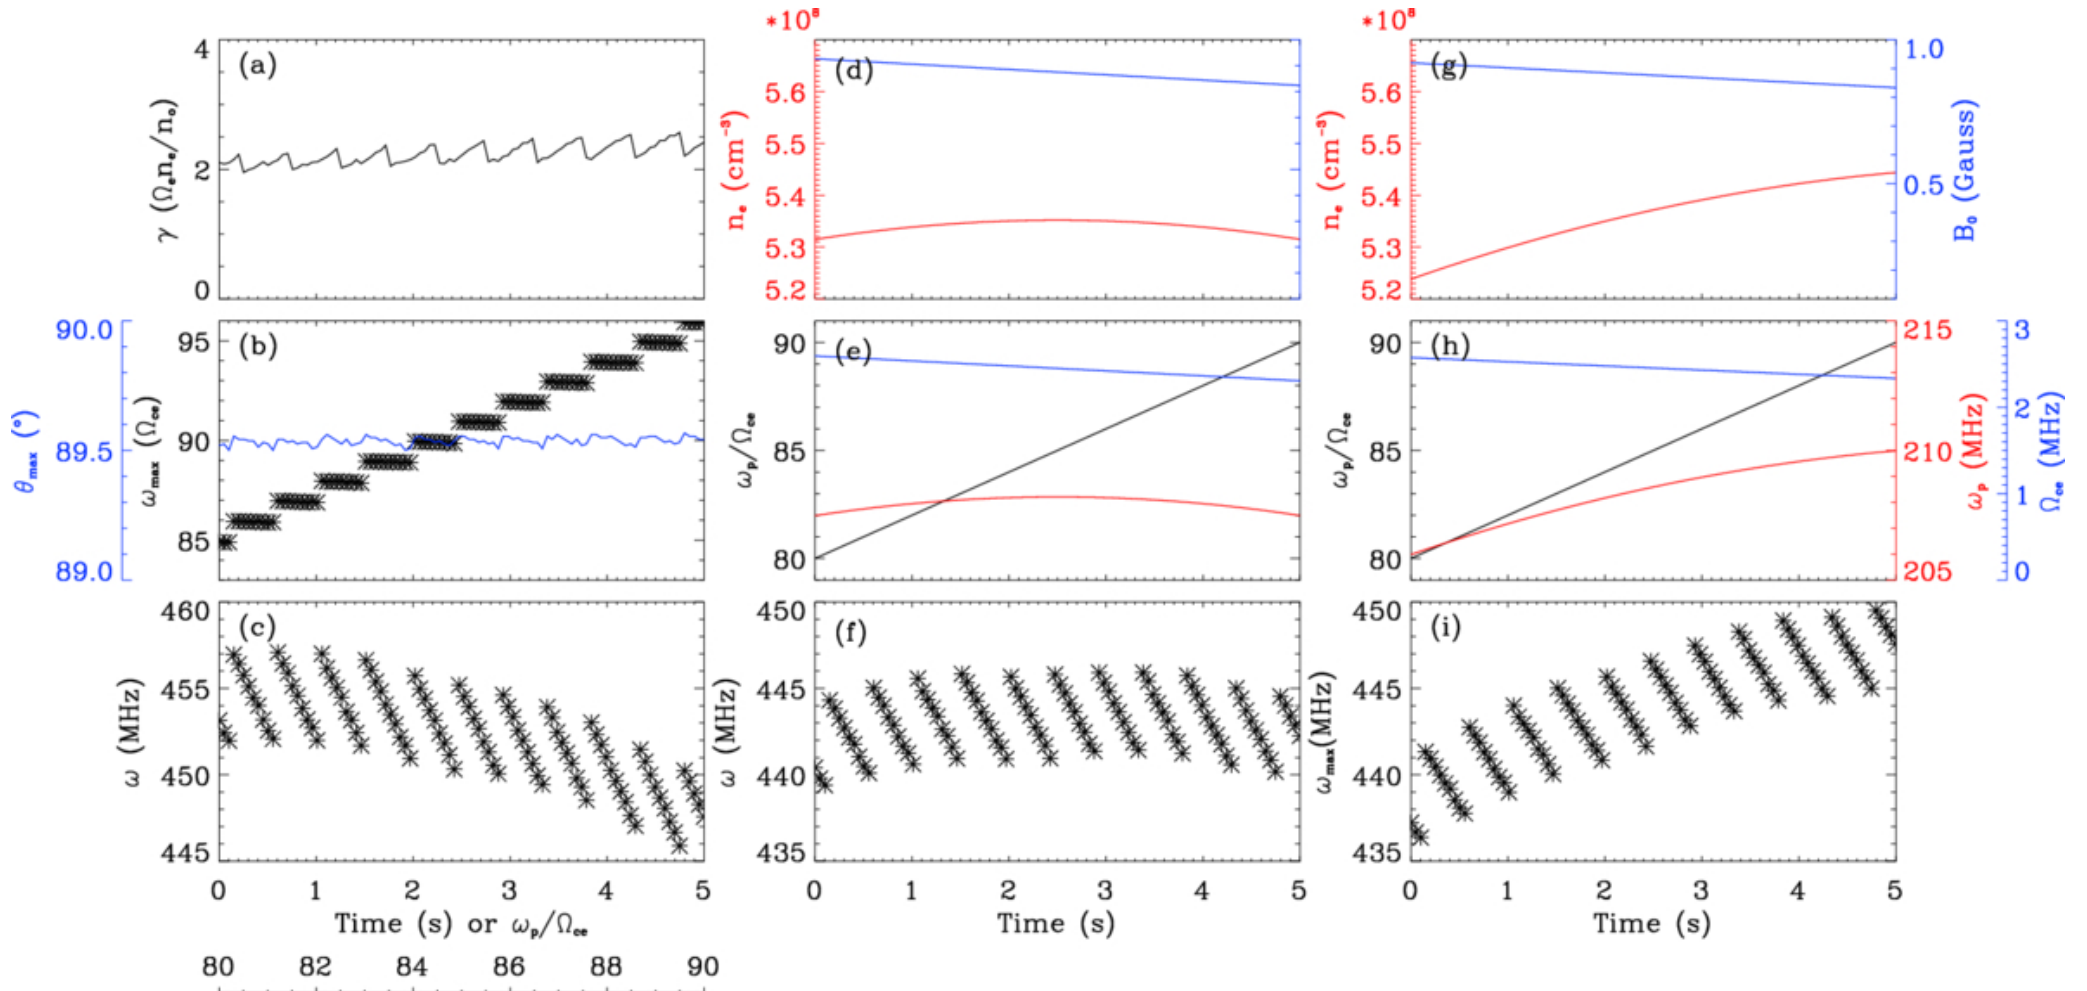 *10⁸
*10⁸
4
2
0
γ (Ωₑnₑ/n₀)
(a)
5.6
5.5
5.4
5.3
5.2
nₑ (cm⁻³)
(d)
5.6
5.5
5.4
5.3
5.2
nₑ (cm⁻³)
(g)
1.0
0.5
B₀ (Gauss)
90.0
89.5
89.0
θmax (°)
95
90
85
ωmax (Ωce)
(b)
90
85
80
ωp/Ωce
(e)
90
85
80
ωp/Ωce
(h)
215
210
205
ωp (MHz)
3
2
1
0
Ωce (MHz)
460
455
450
445
ω (MHz)
(c)
450
445
440
435
ω (MHz)
(f)
450
445
440
435
ωmax(MHz)
(i)
0 1 2 3 4 5
0 1 2 3 4 5
0 1 2 3 4 5
Time (s) or ωp/Ωce
Time (s)
Time (s)
80 82 84 86 88 90